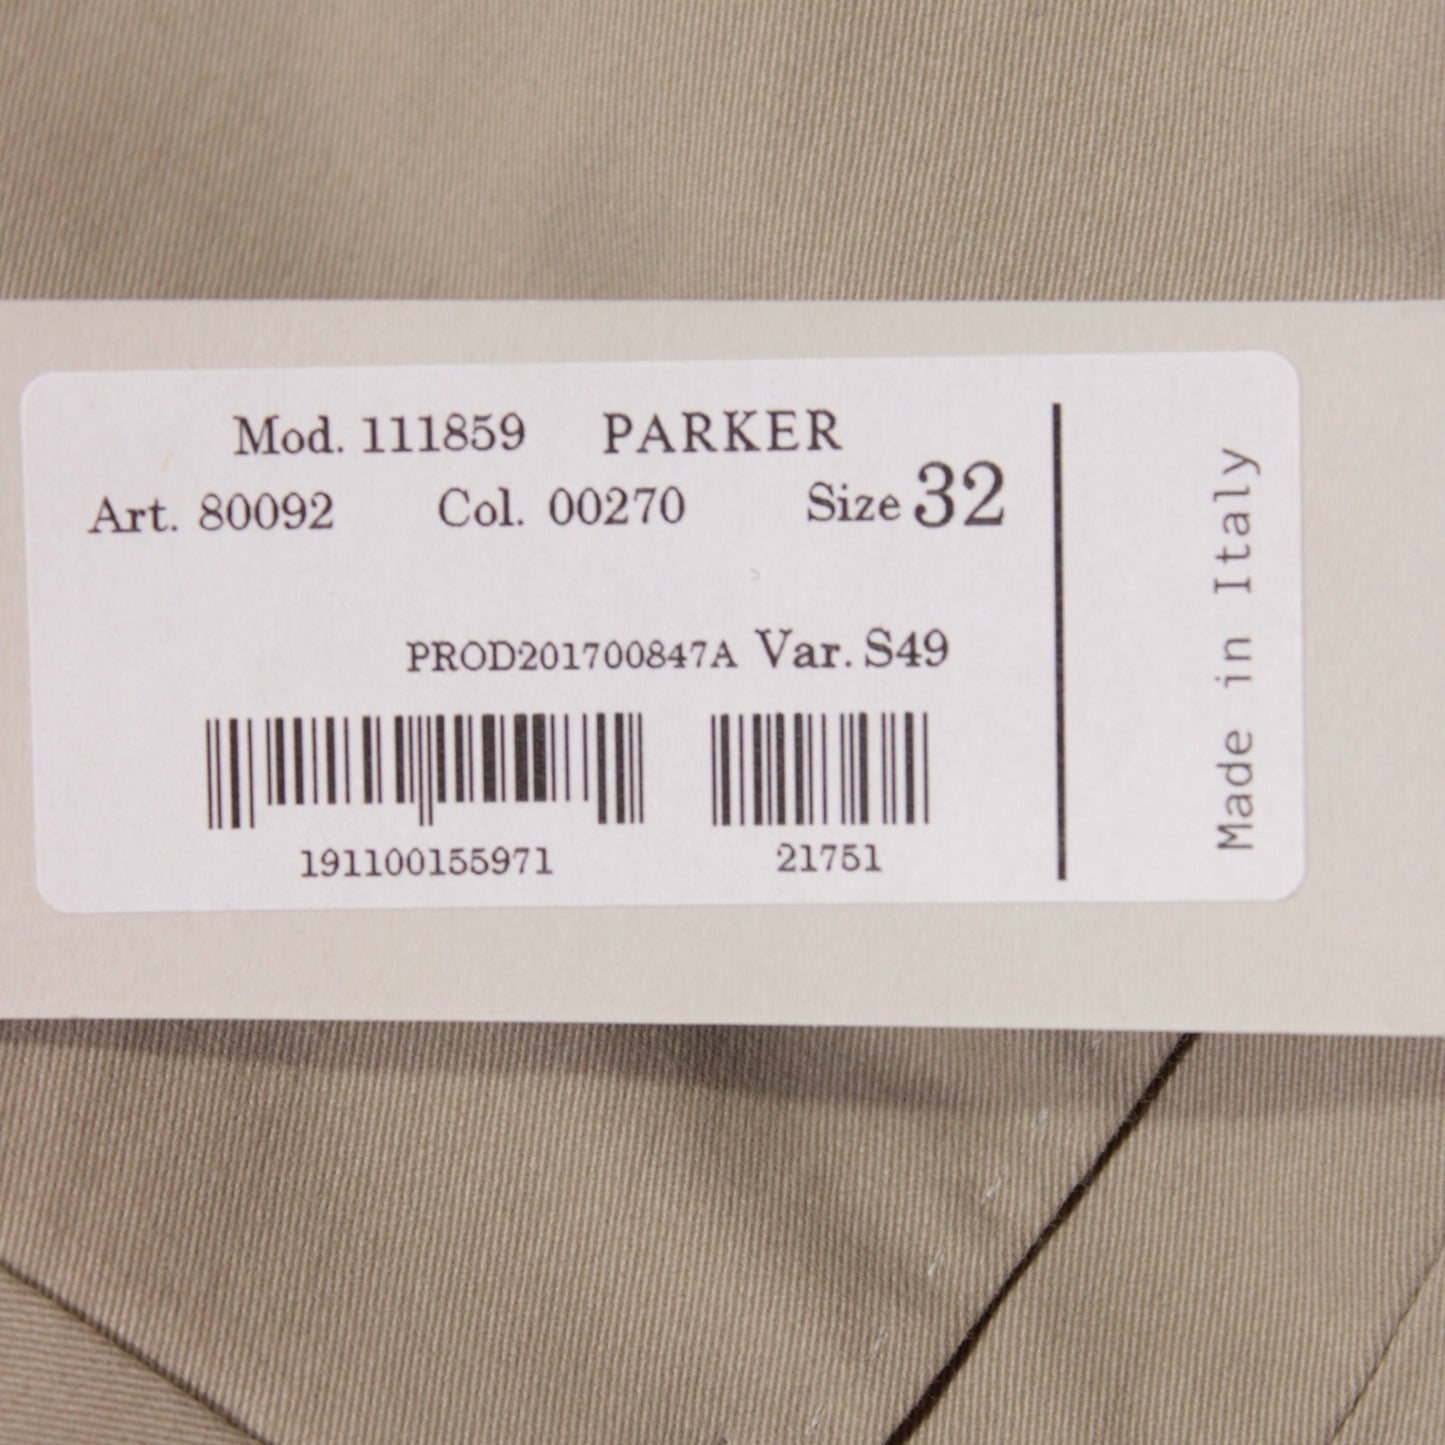 Mod. 111859 PARKER
Art. 80092 Col. 00270 Size 32
PROD201700847A Var. S49
191100155971 21751
Made in Italy